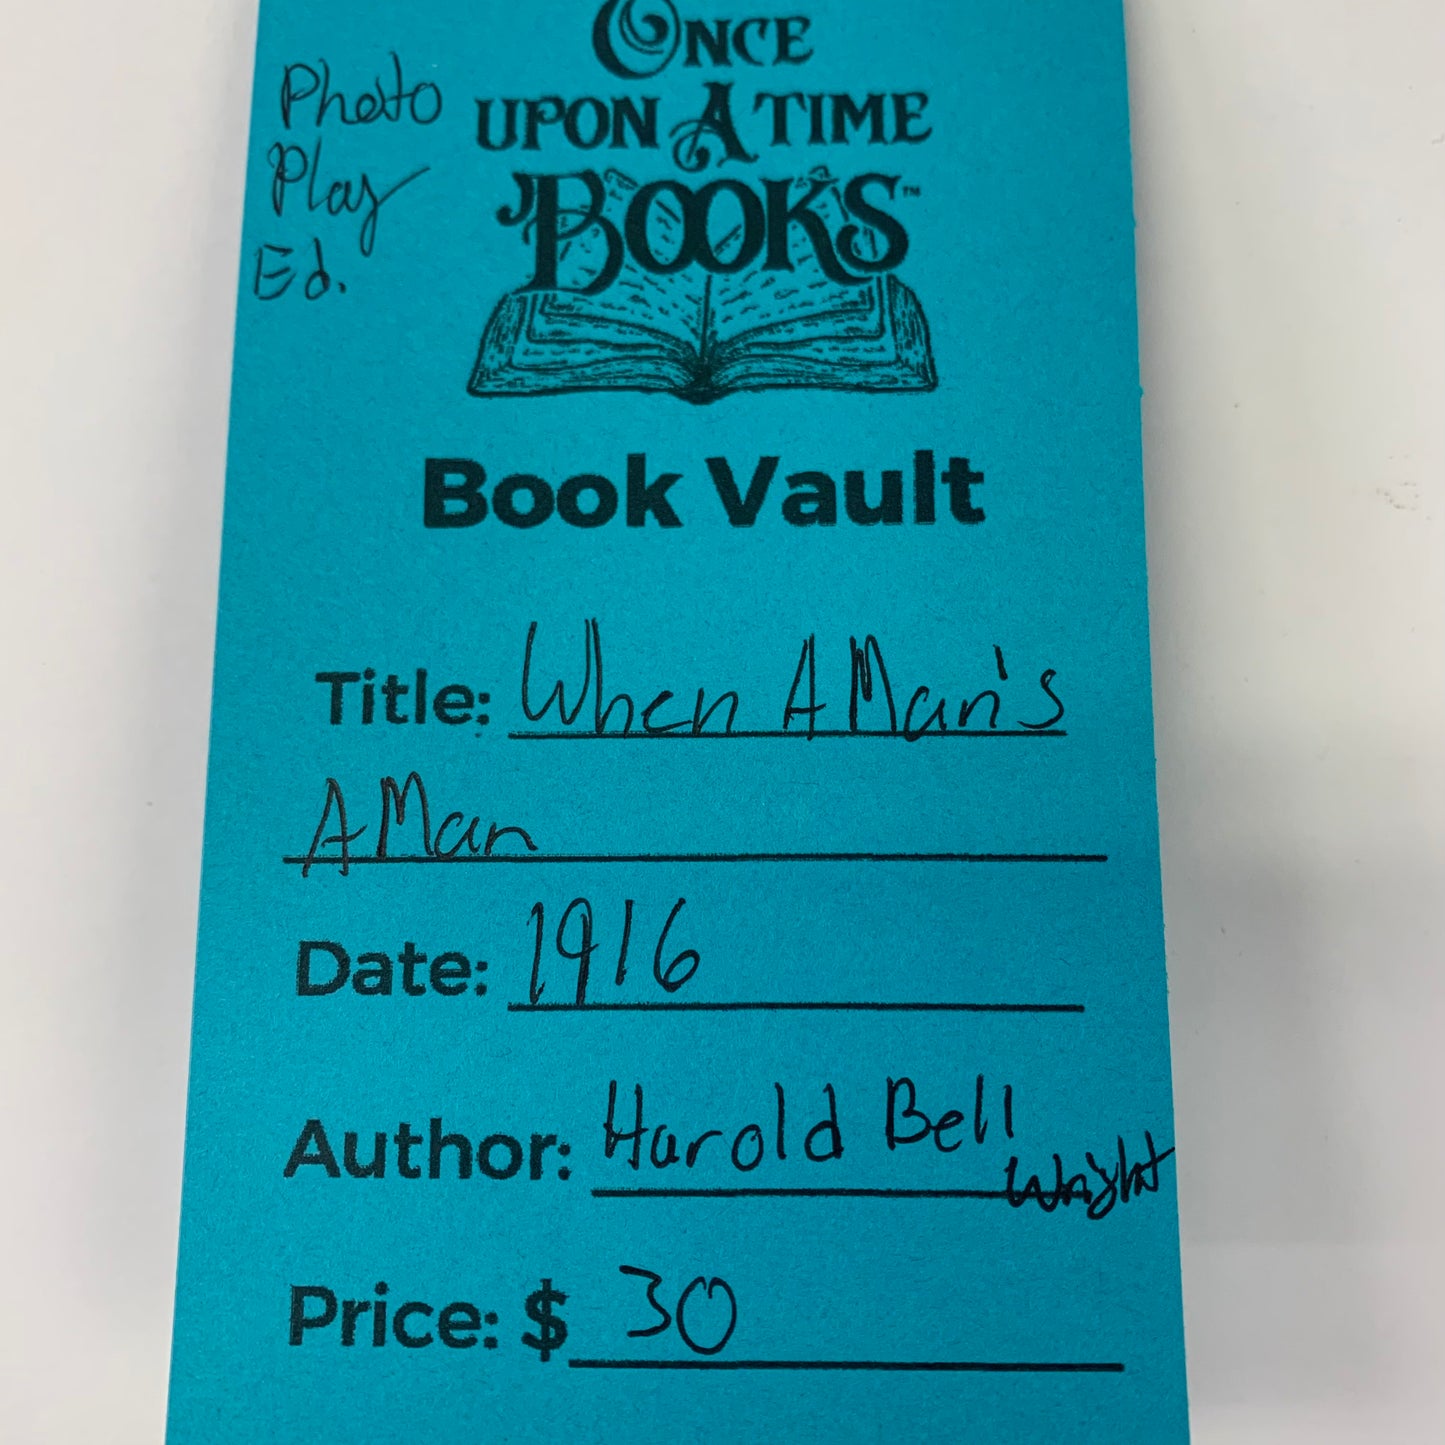 Photo
Play
Ed.
ONCE
UPON A TIME
BOOKS™
Book Vault
Title: When A Man's
A Man
Date: 1916
Author: Harold Bell
Wright
Price: $ 30